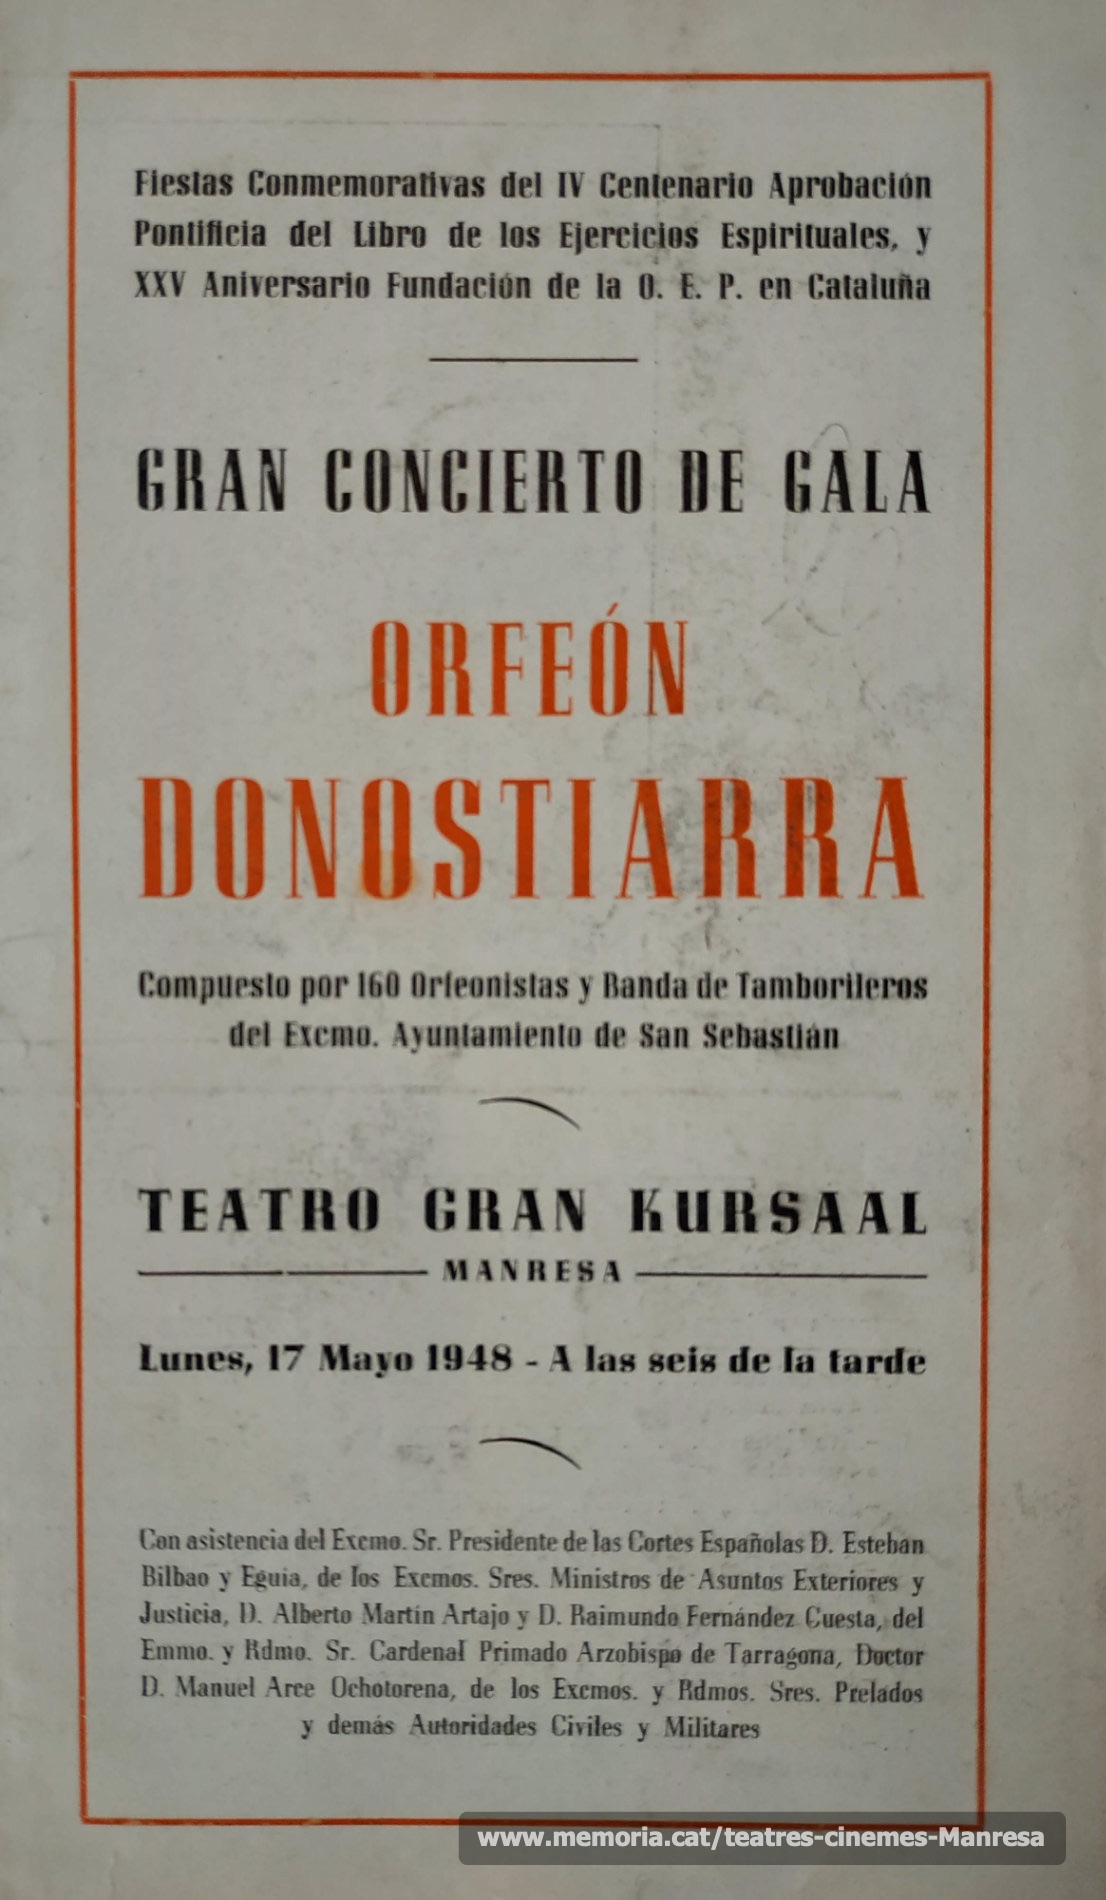 Fiestas Conmemorativas del IV Centenario Aprobación
Pontificia del Libro de los Ejercicios Espirituales, y
XXV Aniversario Fundación de la O. E. P. en Cataluña
GRAN CONCIERTO DE GALA
ORFEÓN
DONOSTIARRA
Compuesto por 160 Orfeonistas y Banda de Tamborileros
del Excmo. Ayuntamiento de San Sebastián
TEATRO GRAN KURSAAL
MANRESA
Lunes, 17 Mayo 1948 - A las seis de la tarde
Con asistencia del Excmo. Sr. Presidente de las Cortes Españolas D. Esteban
Bilbao y Eguia, de los Excmos. Sres. Ministros de Asuntos Exteriores y
Justicia, D. Alberto Martín Artajo y D. Raimundo Fernández Cuesta, del
Emmo. y Rdmo. Sr. Cardenal Primado Arzobispo de Tarragona, Doctor
D. Manuel Arce Ochotorena, de los Excmos. y Rdmos. Sres. Prelados
y demás Autoridades Civiles y Militares
www.memoria.cat/teatres-cinemes-Manresa